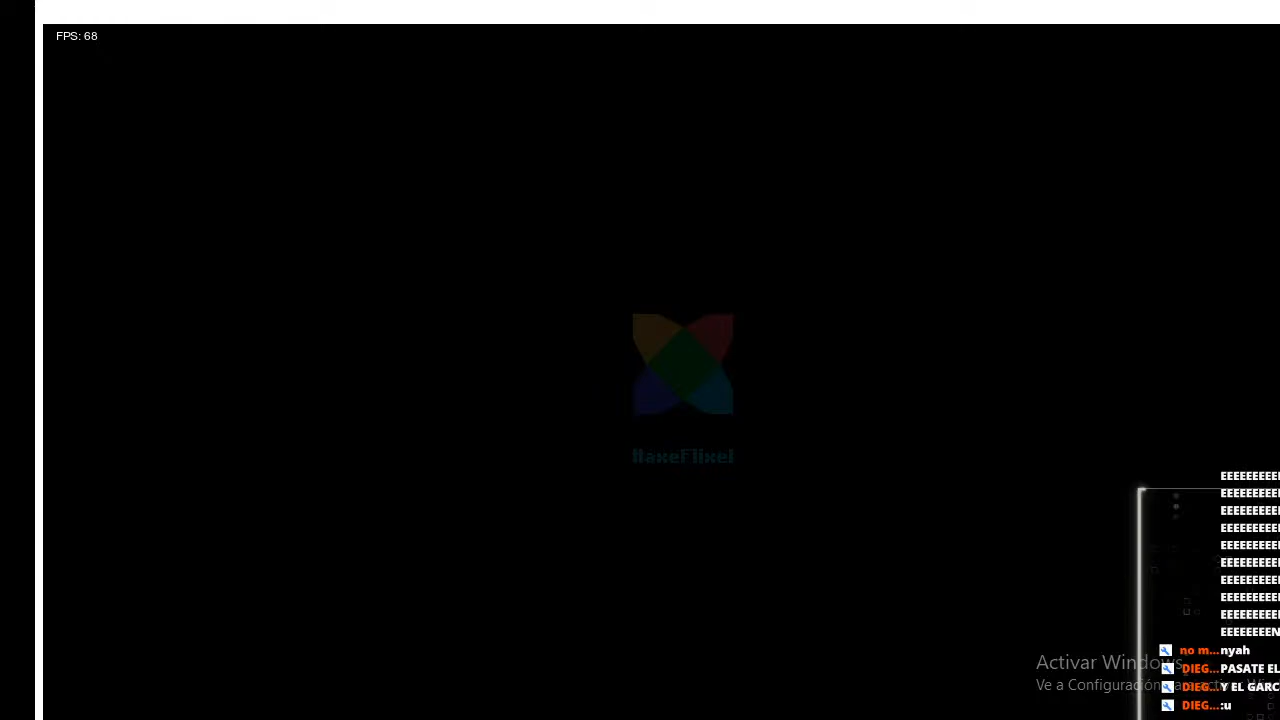 FPS: 68
HaxeFlixel
EEEEEEEEE
EEEEEEEEE
EEEEEEEEE
EEEEEEEEE
EEEEEEEEE
EEEEEEEEE
EEEEEEEEE
EEEEEEEEE
EEEEEEEEE
EEEEEEEEN
no m... nyah
Activar Windows
DIEG... PASATE EL
Ve a Configuración
DIEG... Y EL GARC
DIEG... :u